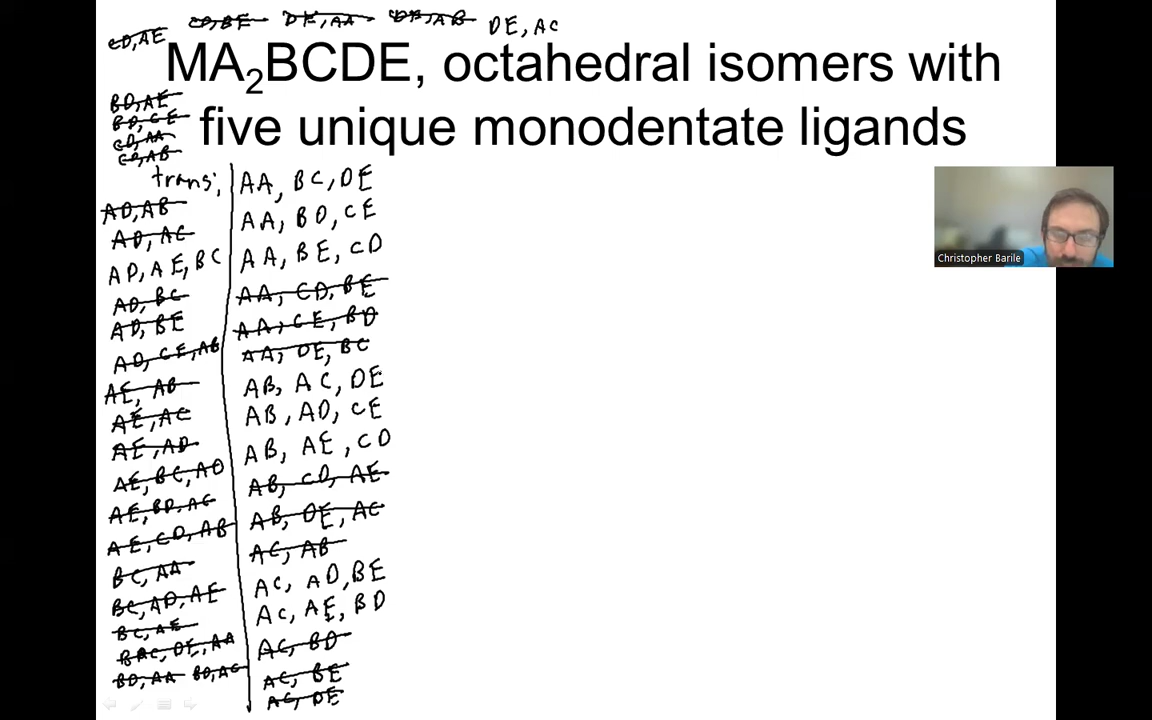 CD,AE CD,BE DE,AA DE,AB DE,AC
MA2BCDE, octahedral isomers with
five unique monodentate ligands
BD,AE
BD,CE
CD,AA
CD,AB
trans;
AD,AB
AD,AC
AD,AE,BC
AD,BC
AD,BE
AD,CE,AB
AE,AB
AE,AC
AE,AD
AE,BC,AD
AE,BD,AC
AE,CD,AB
BC,AA
BC,AD,AE
BC,AE
BC,DE,AA
BD,AA BD,AC
AA, BC, DE
AA, BD, CE
AA, BE, CD
AA, CD, BE
AA, CE, BD
AA, DE, BC
AB, AC, DE
AB, AD, CE
AB, AE, CD
AB, CD, AE
AB, DE, AC
AC, AB
AC, AD, BE
AC, AE, BD
AC, BD
AC, BE
AC, DE
Christopher Barile